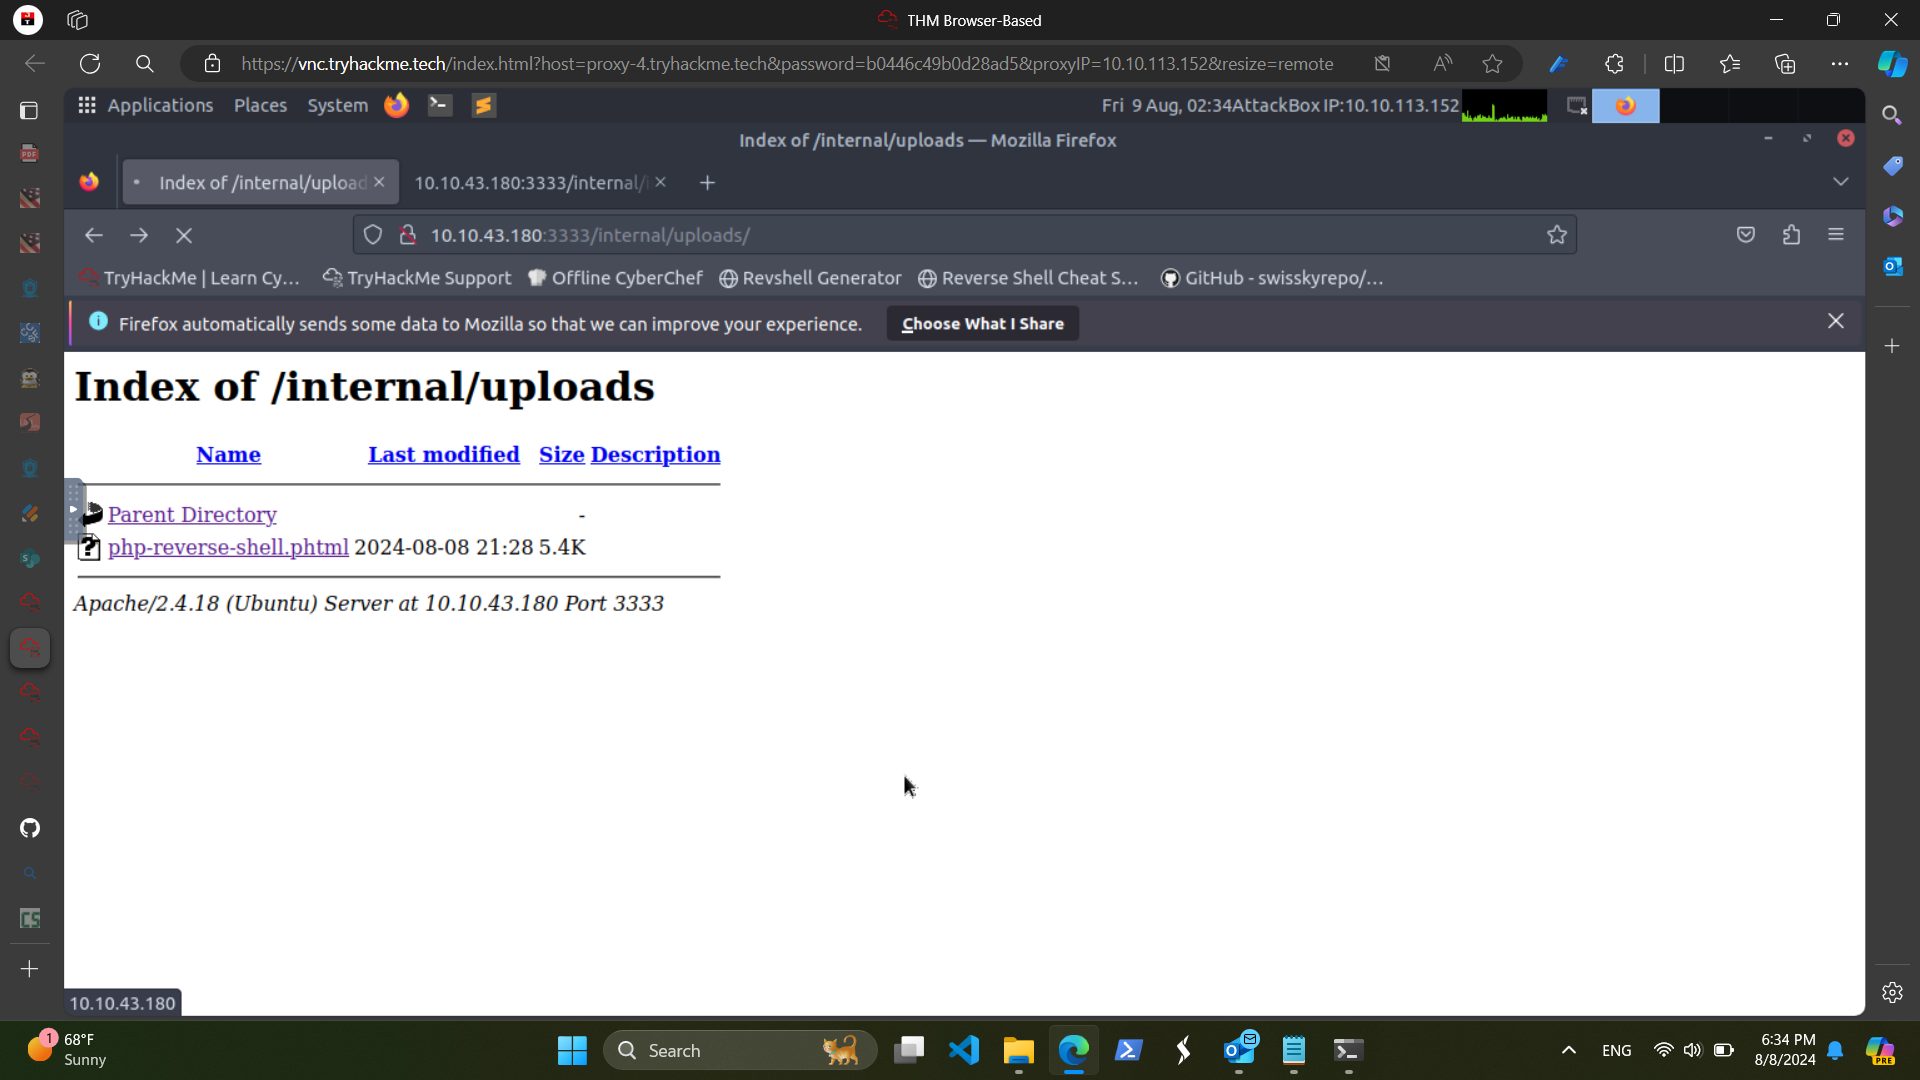 THM Browser-Based
https://vnc.tryhackme.tech/index.html?host=proxy-4.tryhackme.tech&password=b0446c49b0d28ad5&proxyIP=10.10.113.152&resize=remote
Applications Places System
Fri 9 Aug, 02:34AttackBox IP:10.10.113.152
Index of /internal/uploads — Mozilla Firefox
Index of /internal/upload
10.10.43.180:3333/internal/
10.10.43.180:3333/internal/uploads/
TryHackMe | Learn Cy... TryHackMe Support Offline CyberChef Revshell Generator Reverse Shell Cheat S... GitHub - swisskyrepo/...
Firefox automatically sends some data to Mozilla so that we can improve your experience. Choose What I Share
Index of /internal/uploads
Name Last modified Size Description
Parent Directory -
php-reverse-shell.phtml 2024-08-08 21:28 5.4K
Apache/2.4.18 (Ubuntu) Server at 10.10.43.180 Port 3333
10.10.43.180
1
68°F
Sunny
Search
PRE
ENG
6:34 PM
8/8/2024